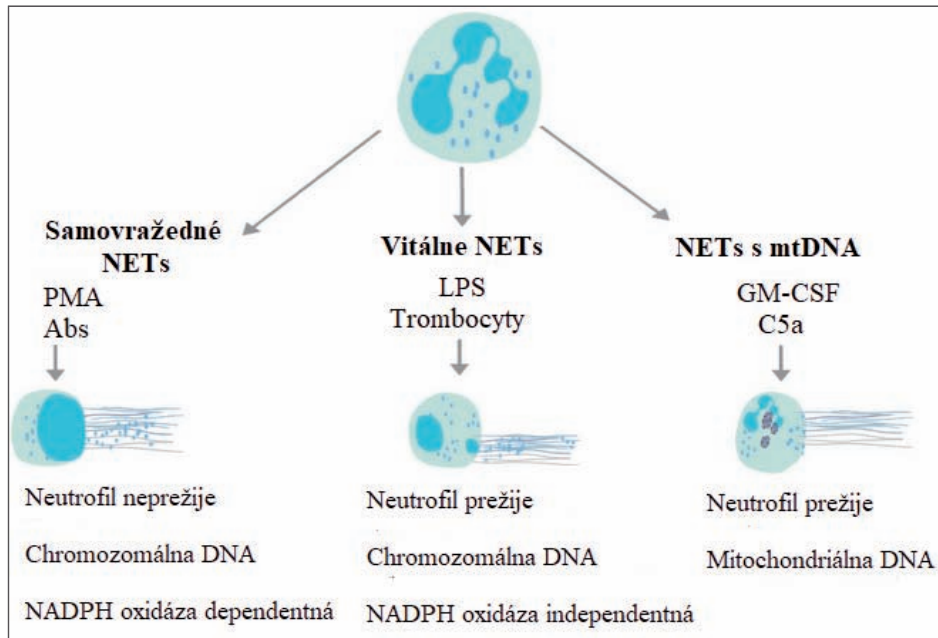 Samovražedné
NETs
PMA
Abs
Neutrofil neprežije
Chromozomálna DNA
NADPH oxidáza dependentná
Vitálne NETs
LPS
Trombocyty
Neutrofil prežije
Chromozomálna DNA
NADPH oxidáza independentná
NETs s mtDNA
GM-CSF
C5a
Neutrofil prežije
Mitochondriálna DNA